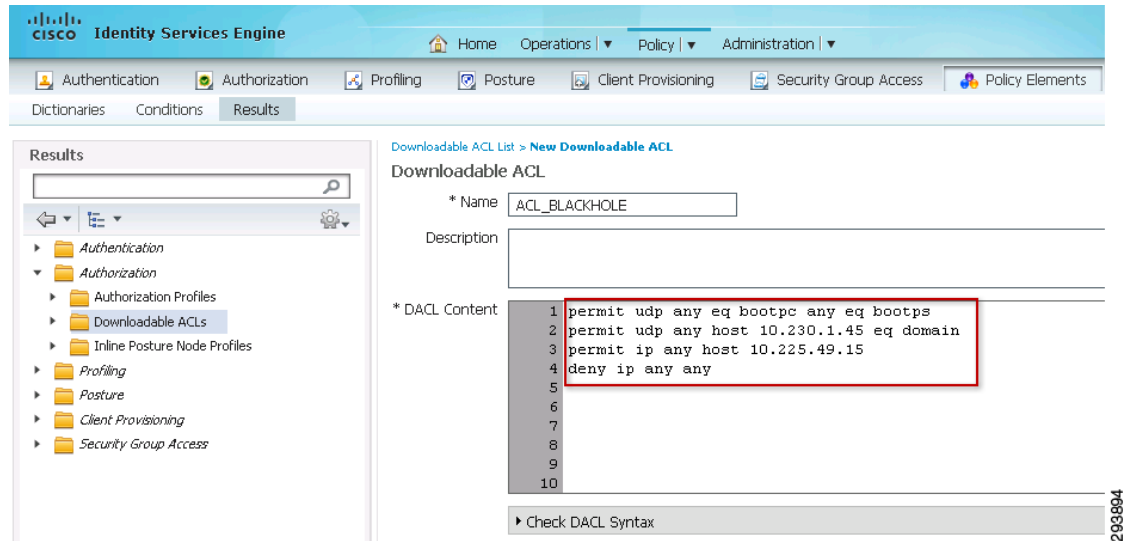 cisco Identity Services Engine
Home Operations Policy Administration
Authentication Authorization Profiling Posture Client Provisioning Security Group Access Policy Elements
Dictionaries Conditions Results
Results
Authentication
Authorization
Authorization Profiles
Downloadable ACLs
Inline Posture Node Profiles
Profiling
Posture
Client Provisioning
Security Group Access
Downloadable ACL List > New Downloadable ACL
Downloadable ACL
* Name ACL_BLACKHOLE
Description
* DACL Content
1 permit udp any eq bootpc any eq bootps
2 permit udp any host 10.230.1.45 eq domain
3 permit ip any host 10.225.49.15
4 deny ip any any
5
6
7
8
9
10
Check DACL Syntax
293894